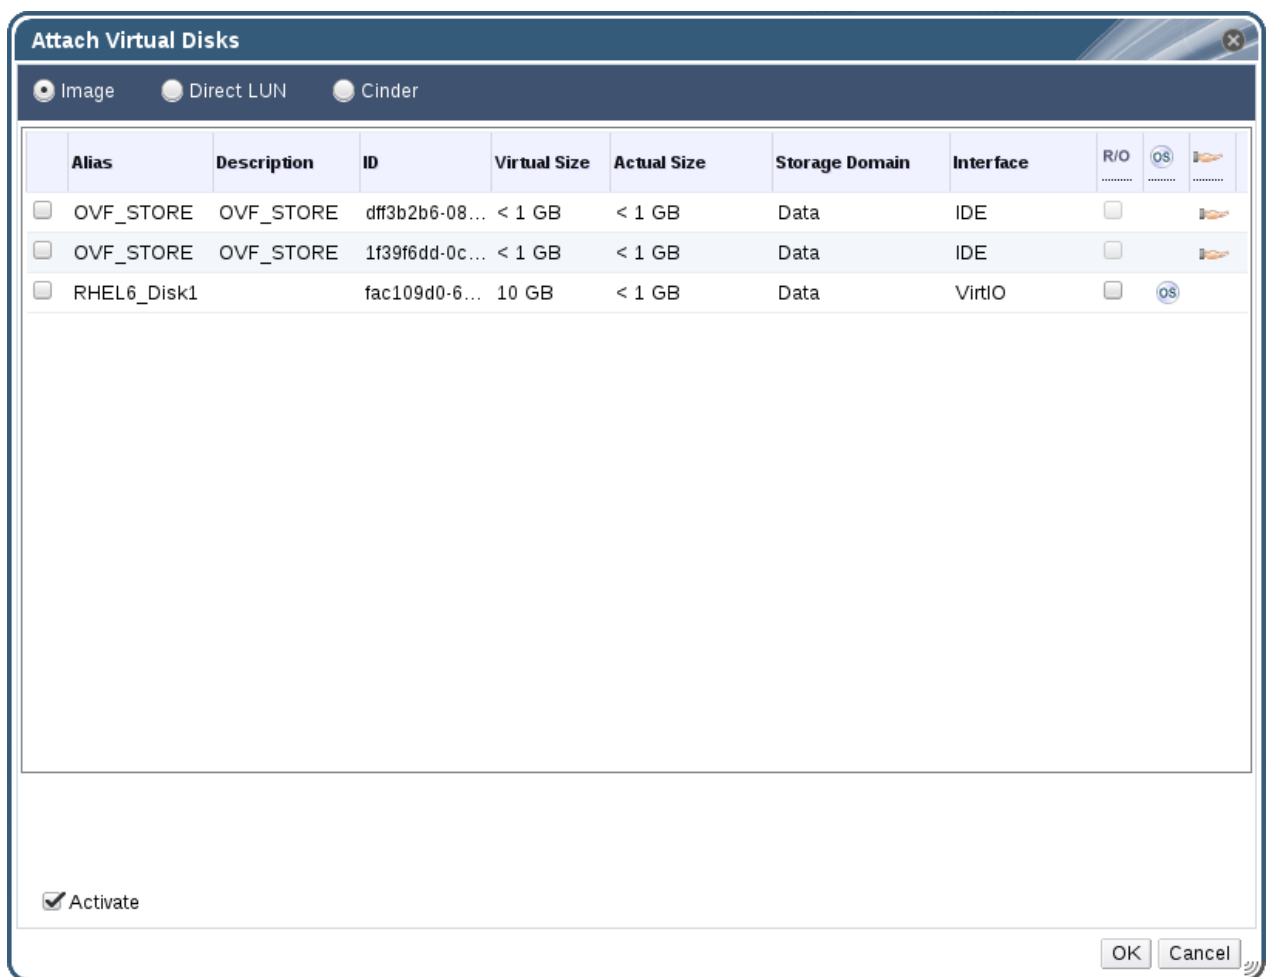 Attach Virtual Disks
Image Direct LUN Cinder
Alias Description ID Virtual Size Actual Size Storage Domain Interface R/O OS
OVF_STORE OVF_STORE dff3b2b6-08... < 1 GB < 1 GB Data IDE
OVF_STORE OVF_STORE 1f39f6dd-0c... < 1 GB < 1 GB Data IDE
RHEL6_Disk1 fac109d0-6... 10 GB < 1 GB Data VirtIO OS
Activate
OK Cancel